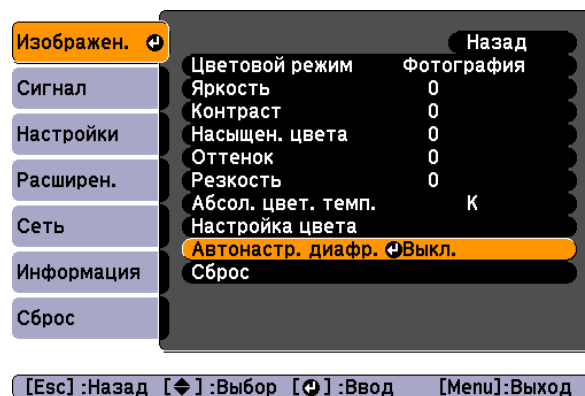 Изображен.
Сигнал
Настройки
Расширен.
Сеть
Информация
Сброс
Назад
Цветовой режим Фотография
Яркость 0
Контраст 0
Насыщен. цвета 0
Оттенок 0
Резкость 0
Абсол. цвет. темп. К
Настройка цвета
Автонастр. диафр. Выкл.
Сброс
[Esc] :Назад [◆] :Выбор [⏎] :Ввод [Menu]:Выход